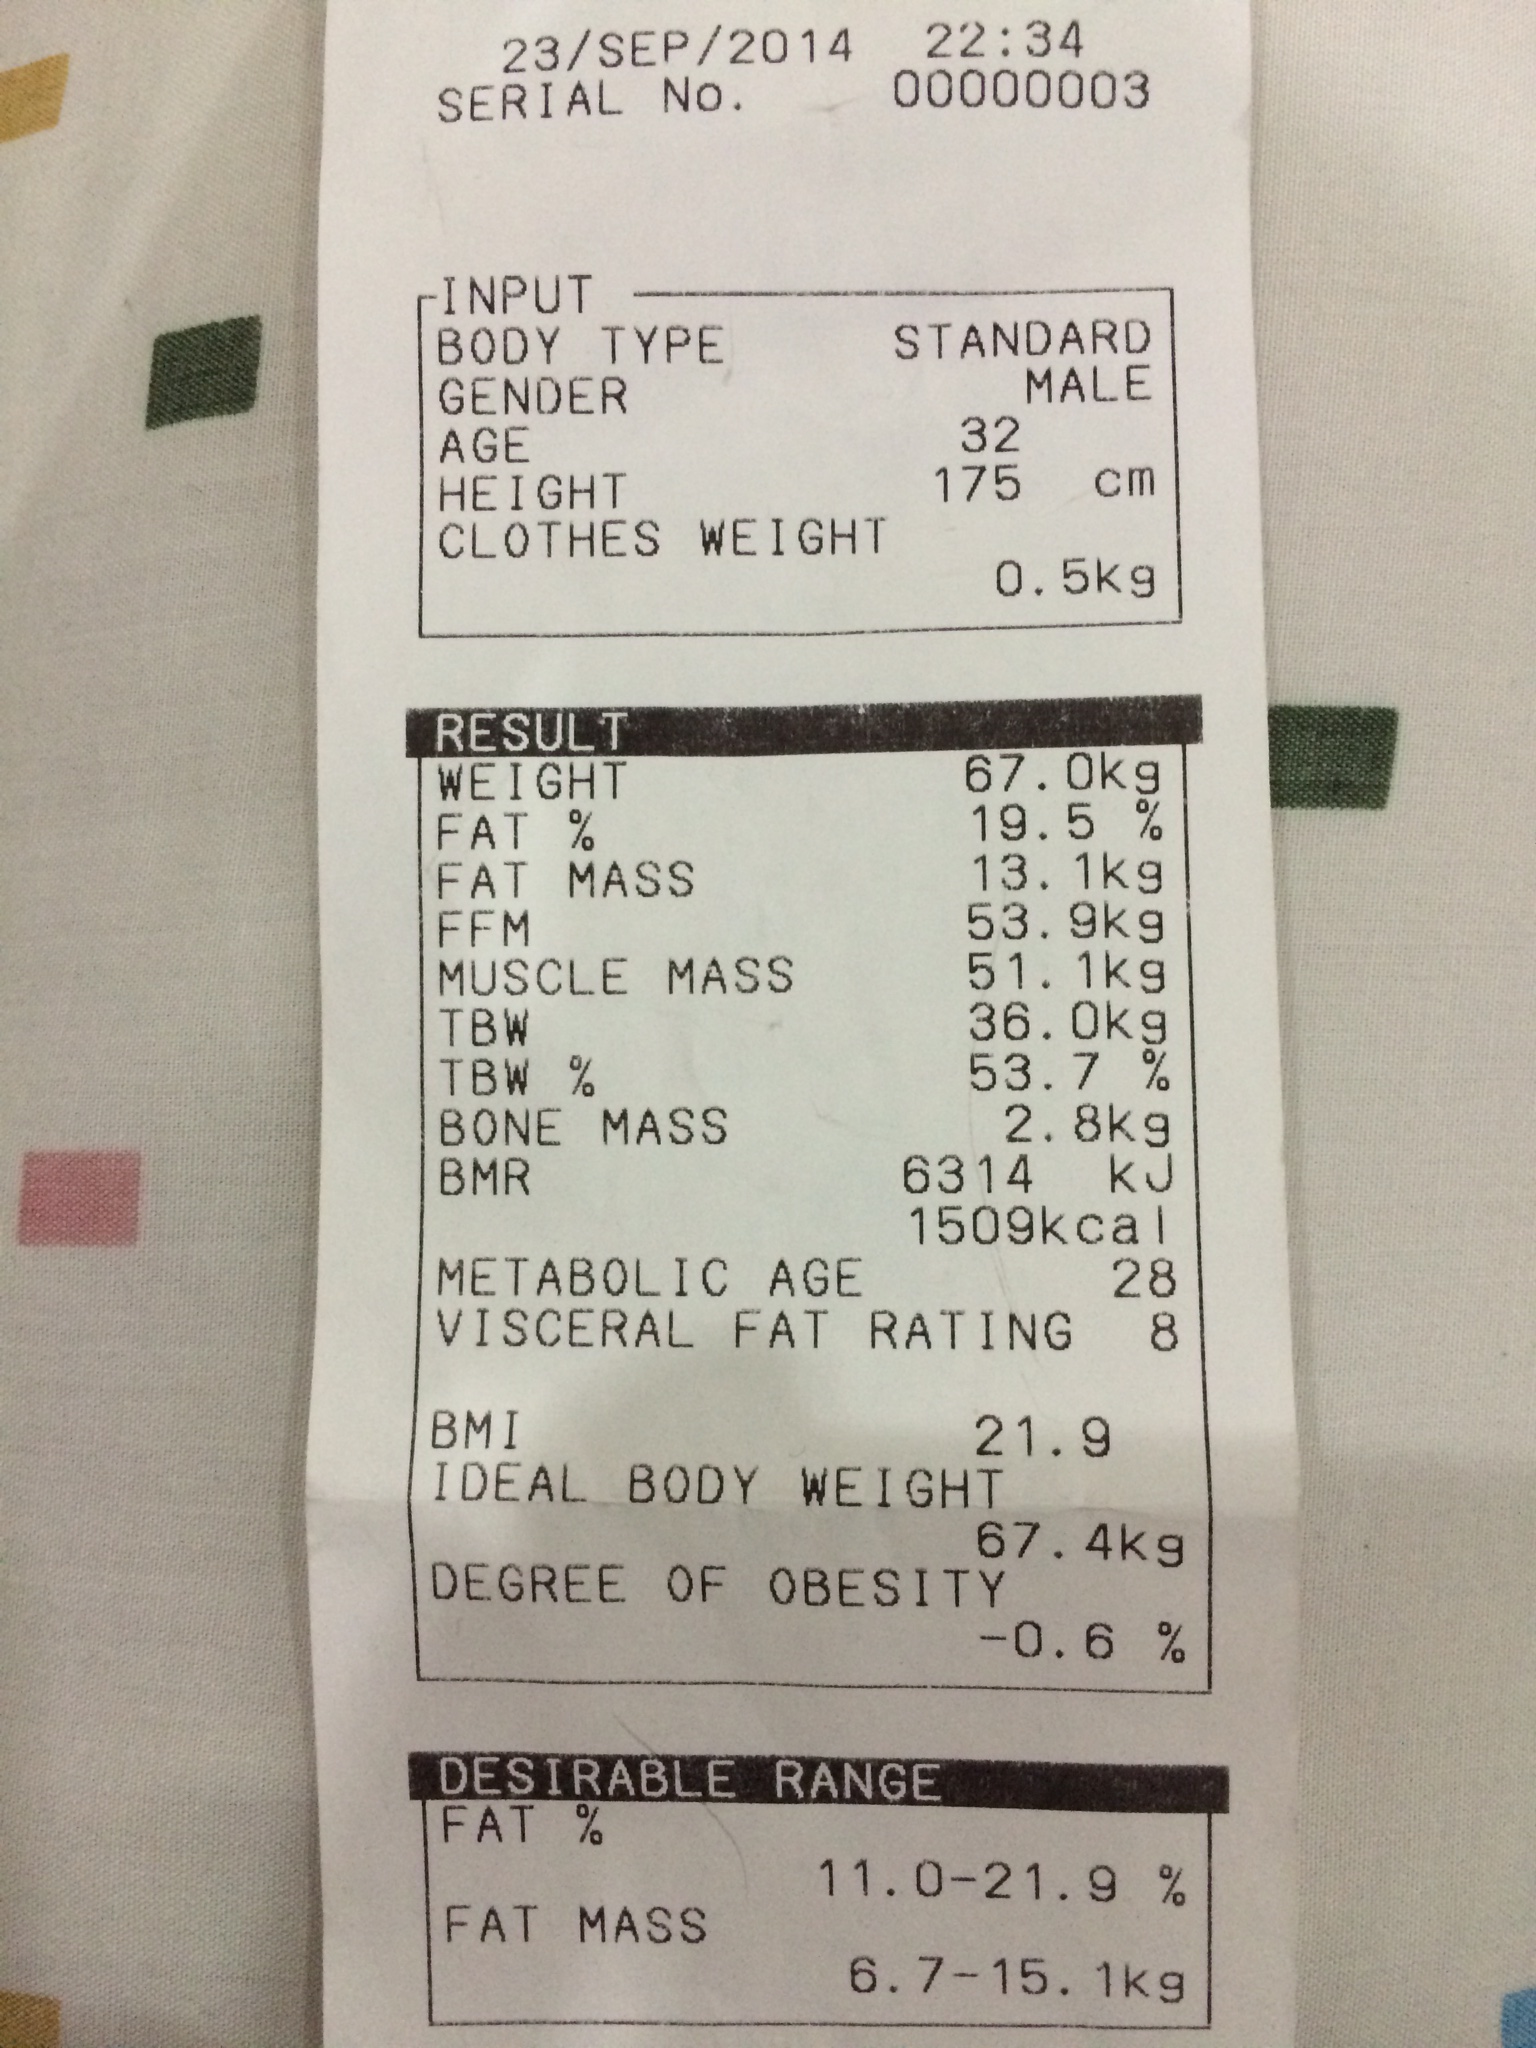 23/SEP/2014 22:34
SERIAL No. 00000003
INPUT
BODY TYPE STANDARD
GENDER MALE
AGE 32
HEIGHT 175 cm
CLOTHES WEIGHT
0.5kg
RESULT
WEIGHT 67.0kg
FAT % 19.5 %
FAT MASS 13.1kg
FFM 53.9kg
MUSCLE MASS 51.1kg
TBW 36.0kg
TBW % 53.7 %
BONE MASS 2.8kg
BMR 6314 kJ
1509kcal
METABOLIC AGE 28
VISCERAL FAT RATING 8
BMI 21.9
IDEAL BODY WEIGHT
67.4kg
DEGREE OF OBESITY
-0.6 %
DESIRABLE RANGE
FAT %
11.0-21.9 %
FAT MASS
6.7-15.1kg